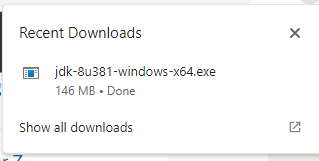 Recent Downloads
jdk-8u381-windows-x64.exe
146 MB • Done
Show all downloads